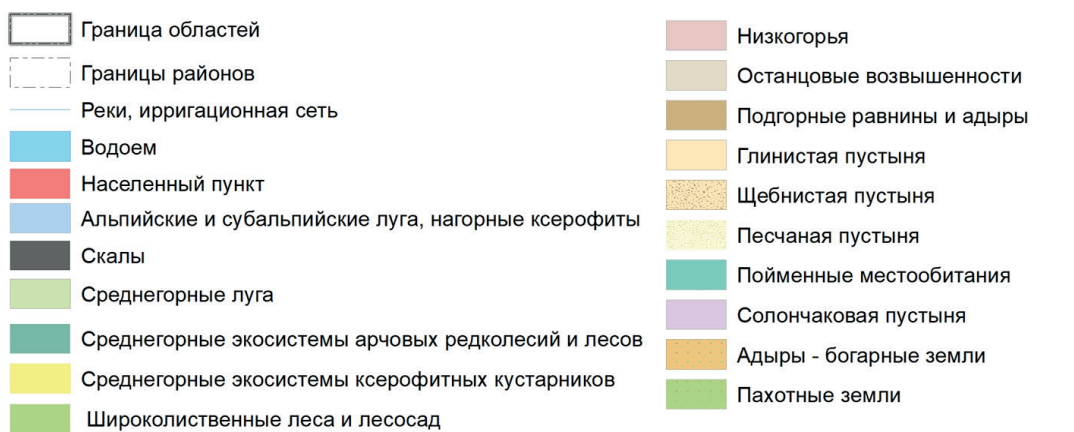 Граница областей
Границы районов
Реки, ирригационная сеть
Водоем
Населенный пункт
Альпийские и субальпийские луга, нагорные ксерофиты
Скалы
Среднегорные луга
Среднегорные экосистемы арчовых редколесий и лесов
Среднегорные экосистемы ксерофитных кустарников
Широколиственные леса и лесосад
Низкогорья
Останцовые возвышенности
Подгорные равнины и адыры
Глинистая пустыня
Щебнистая пустыня
Песчаная пустыня
Пойменные местообитания
Солончаковая пустыня
Адыры - богарные земли
Пахотные земли